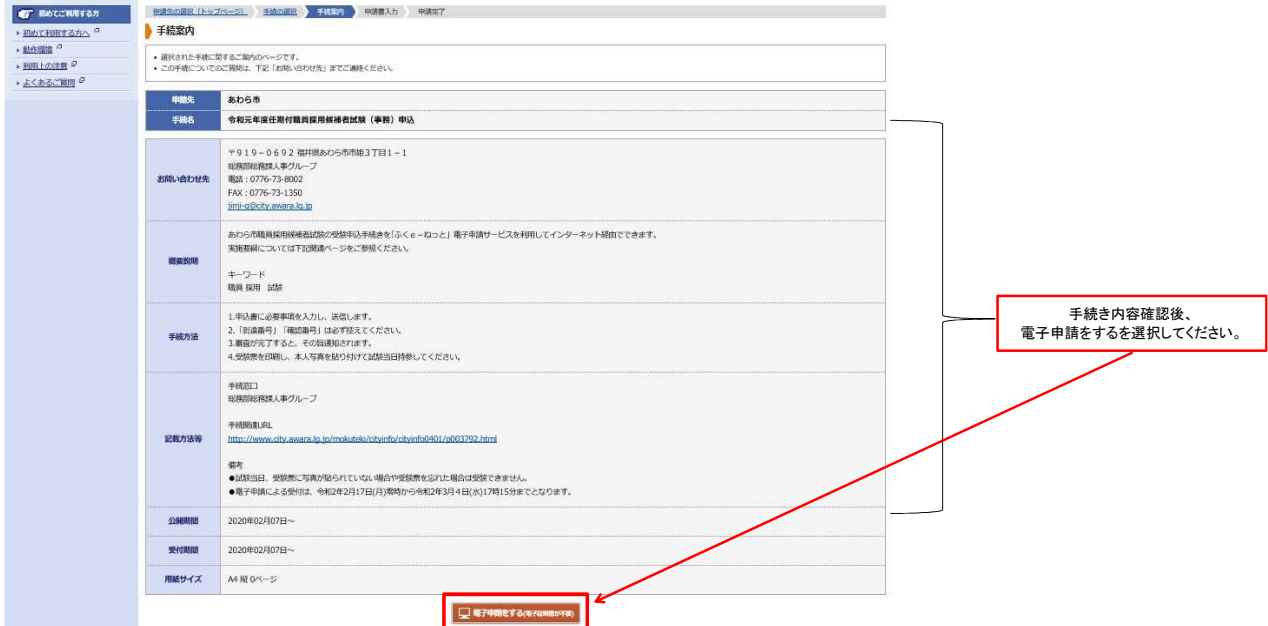 初めてご利用する方
初めて利用する方へ
動作環境
利用上の注意
よくあるご質問
申請先の選択（トップページ） 手続の選択 手続案内 申請書入力 申請完了
手続案内
• 選択された手続に関するご案内のページです。
• この手続についてのご質問は、下記「お問い合わせ先」までご連絡ください。
申請先 あわら市
手続名 令和元年度任期付職員採用候補者試験（事務）申込
お問い合わせ先
〒９１９－０６９２ 福井県あわら市市姫３丁目１－１
総務部総務課人事グループ
電話：0776-73-8002
FAX：0776-73-1350
jinji-g@city.awara.lg.jp
概要説明
あわら市職員採用候補者試験の受験申込手続きを「ふくｅ－ねっと」電子申請サービスを利用してインターネット経由でできます。
実施要綱については下記関連ページをご参照ください。
キーワード
職員 採用 試験
手続方法
1.申込書に必要事項を入力し、送信します。
2.「到達番号」「確認番号」は必ず控えてください。
3.審査が完了すると、その旨通知されます。
4.受験票を印刷し、本人写真を貼り付けて試験当日持参してください。
記載方法等
手続窓口
総務部総務課人事グループ
手続関連URL
http://www.city.awara.lg.jp/mokuteki/cityinfo/cityinfo0401/p003792.html
備考
●試験当日、受験票に写真が貼られていない場合や受験票を忘れた場合は受験できません。
●電子申請による受付は、令和2年2月17日(月)零時から令和2年3月４日(水)17時15分までとなります。
公開期間 2020年02月07日～
受付期間 2020年02月07日～
用紙サイズ A4 縦 0ページ
電子申請をする(電子証明書が不要)
手続き内容確認後、
電子申請をするを選択してください。